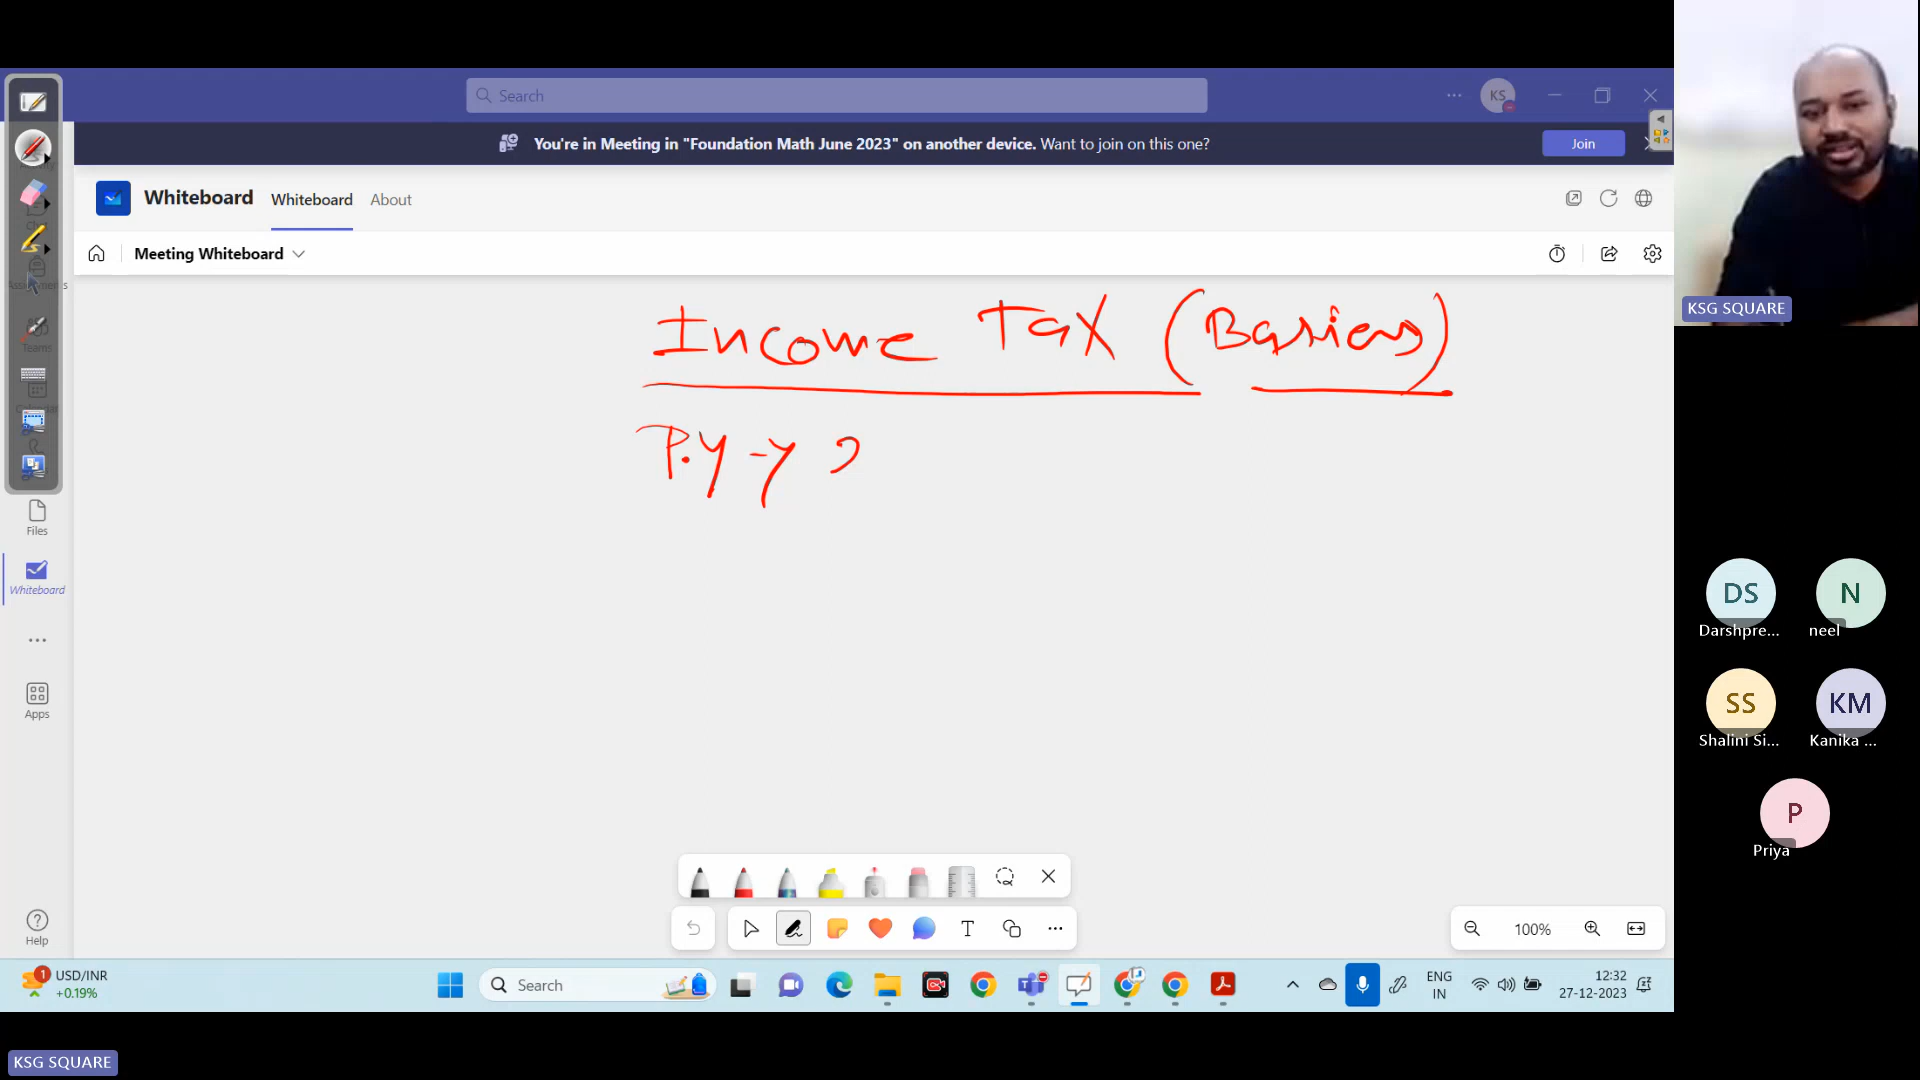 Search
KS
You're in Meeting in "Foundation Math June 2023" on another device. Want to join on this one?
Join
Whiteboard
Whiteboard
About
Meeting Whiteboard
Income Tax (Basics)
P.Y - Y
Teams
Files
Whiteboard
Apps
Help
100%
KSG SQUARE
DS
Darshpre...
N
neel
SS
Shalini Si...
KM
Kanika ...
P
Priya
1
USD/INR
+0.19%
Search
ENG
IN
12:32
27-12-2023
KSG SQUARE